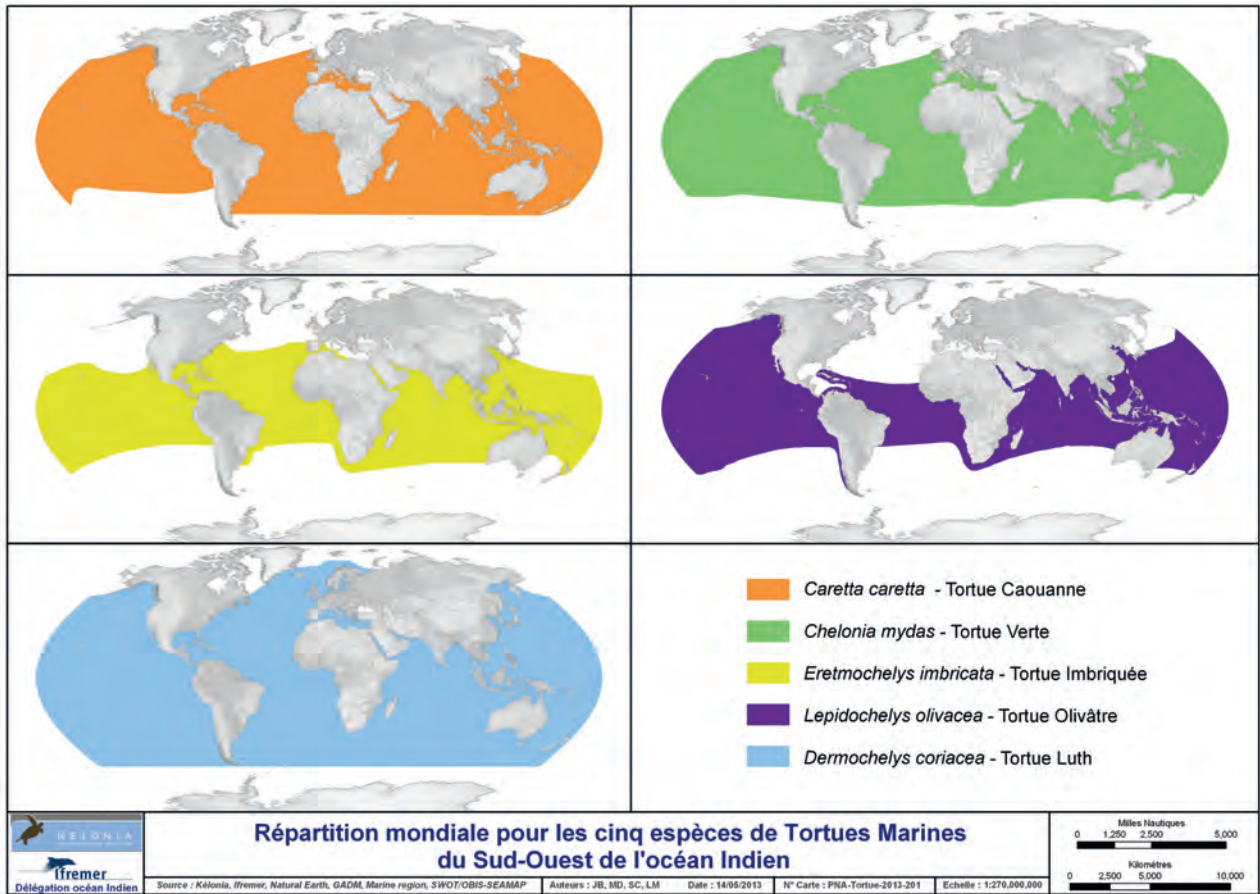 Caretta caretta - Tortue Caouanne
Chelonia mydas - Tortue Verte
Eretmochelys imbricata - Tortue Imbriquée
Lepidochelys olivacea - Tortue Olivâtre
Dermochelys coriacea - Tortue Luth
KELONIA
Ifremer
Délégation océan Indien
Répartition mondiale pour les cinq espèces de Tortues Marines
du Sud-Ouest de l'océan Indien
Source : Kélonia, Ifremer, Natural Earth, GADM, Marine region, SWOT/OBIS-SEAMAP
Auteurs : JB, MD, SC, LM
Date : 14/05/2013
N° Carte : PNA-Tortue-2013-201
Echelle : 1:270,000,000
Milles Nautiques
0 1,250 2,500 5,000
Kilomètres
0 2,500 5,000 10,000